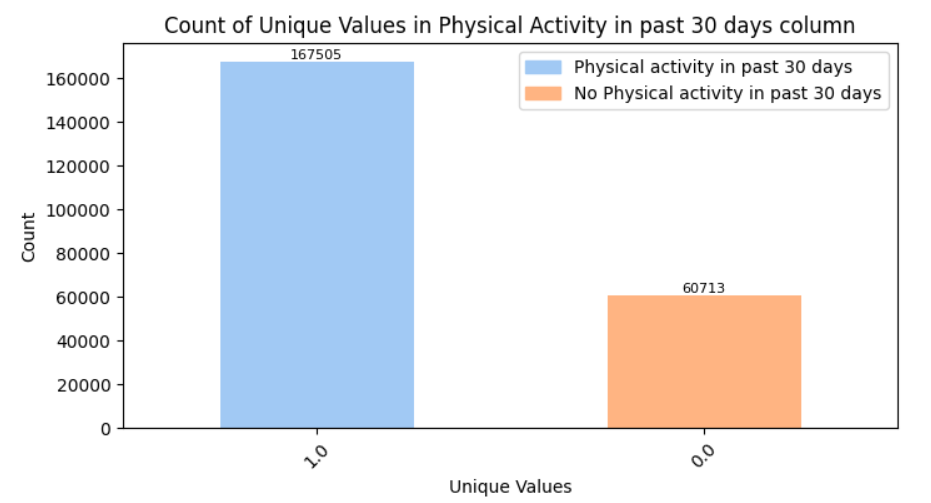 Count of Unique Values in Physical Activity in past 30 days column
167505
Physical activity in past 30 days
No Physical activity in past 30 days
160000
140000
120000
100000
80000
60000
40000
20000
0
Count
60713
1.0
0.0
Unique Values